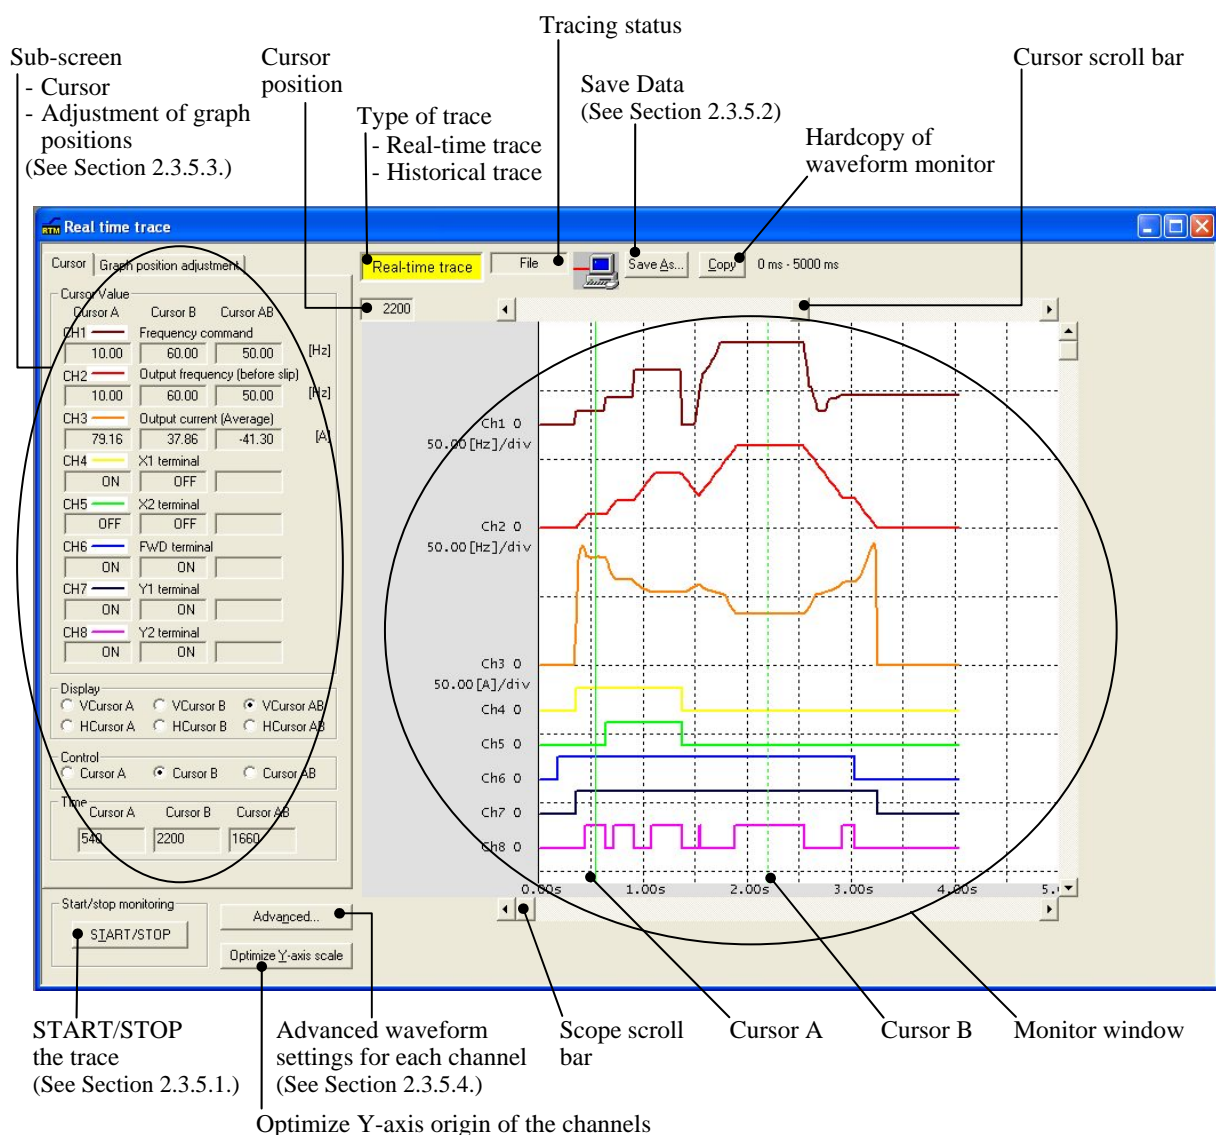 Tracing status
Sub-screen
- Cursor
- Adjustment of graph
positions
(See Section 2.3.5.3.)
Cursor
position
Type of trace
- Real-time trace
- Historical trace
Save Data
(See Section 2.3.5.2)
Cursor scroll bar
Hardcopy of
waveform monitor
RTM Real time trace
Cursor Graph position adjustment
Real-time trace File Save As... Copy 0 ms - 5000 ms
2200
Cursor Value
Cursor A Cursor B Cursor AB
CH1 Frequency command
10.00 60.00 50.00 [Hz]
CH2 Output frequency (before slip)
10.00 60.00 50.00 [Hz]
CH3 Output current (Average)
79.16 37.86 -41.30 [A]
CH4 X1 terminal
ON OFF
CH5 X2 terminal
OFF OFF
CH6 FWD terminal
ON ON
CH7 Y1 terminal
ON ON
CH8 Y2 terminal
ON ON
Display
VCursor A VCursor B VCursor AB
HCursor A HCursor B HCursor AB
Control
Cursor A Cursor B Cursor AB
Time
Cursor A Cursor B Cursor AB
540 2200 1660
Start/stop monitoring
START/STOP
Advanced...
Optimize Y-axis scale
Ch1 0
50.00[Hz]/div
Ch2 0
50.00[Hz]/div
Ch3 0
50.00[A]/div
Ch4 0
Ch5 0
Ch6 0
Ch7 0
Ch8 0
0.00s 1.00s 2.00s 3.00s 4.00s 5.
START/STOP
the trace
(See Section 2.3.5.1.)
Advanced waveform
settings for each channel
(See Section 2.3.5.4.)
Scope scroll
bar
Cursor A
Cursor B
Monitor window
Optimize Y-axis origin of the channels